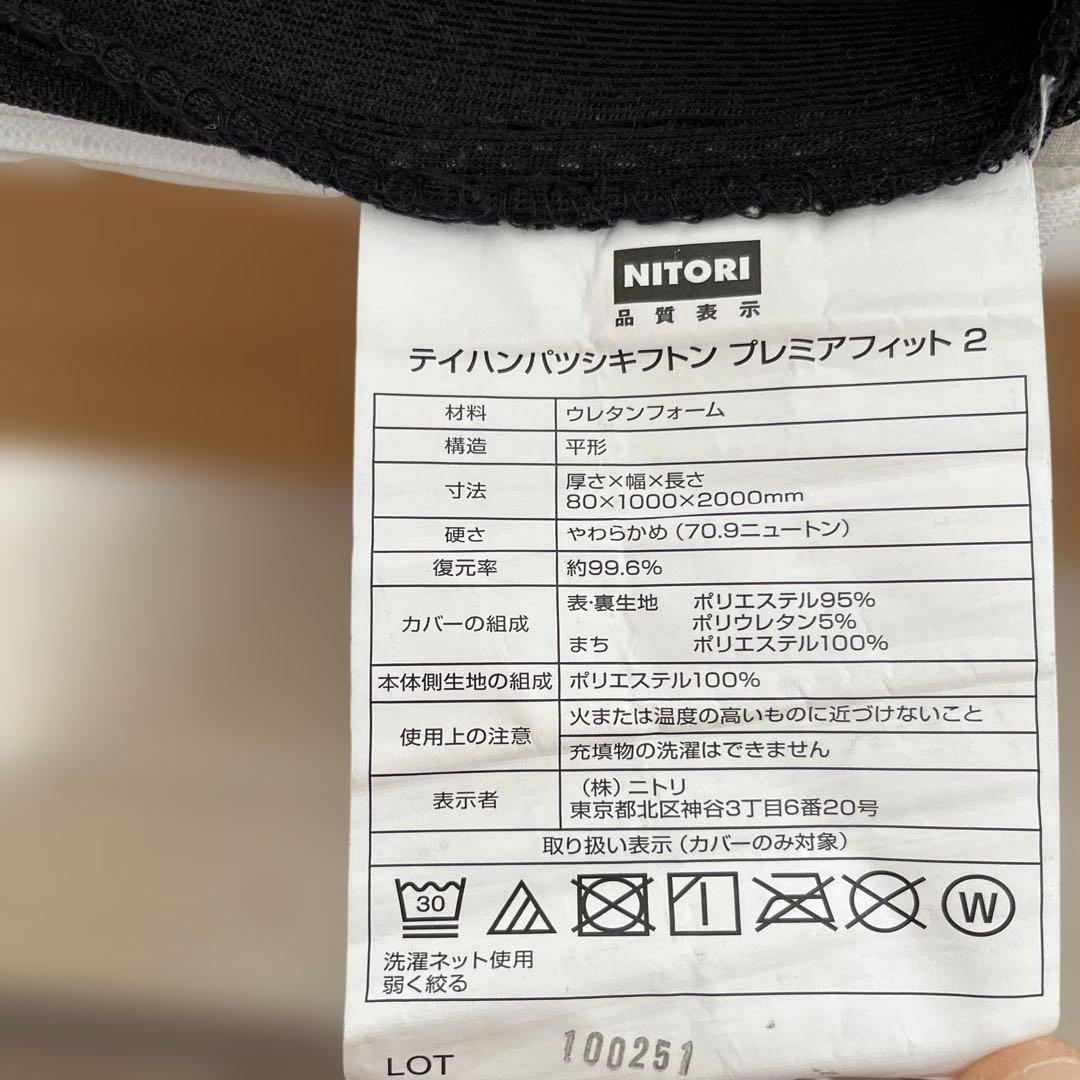 NITORI
品質表示
テイハンパツシキフトン プレミアフィット 2
材料 ウレタンフォーム
構造 平形
寸法 厚さ×幅×長さ
80×1000×2000mm
硬さ やわらかめ（70.9ニュートン）
復元率 約99.6%
カバーの組成 表・裏生地 ポリエステル95%
ポリウレタン5%
まち ポリエステル100%
本体側生地の組成 ポリエステル100%
使用上の注意 火または温度の高いものに近づけないこと
充填物の洗濯はできません
表示者 （株）ニトリ
東京都北区神谷3丁目6番20号
取り扱い表示（カバーのみ対象）
30 W
洗濯ネット使用
弱く絞る
LOT 100251